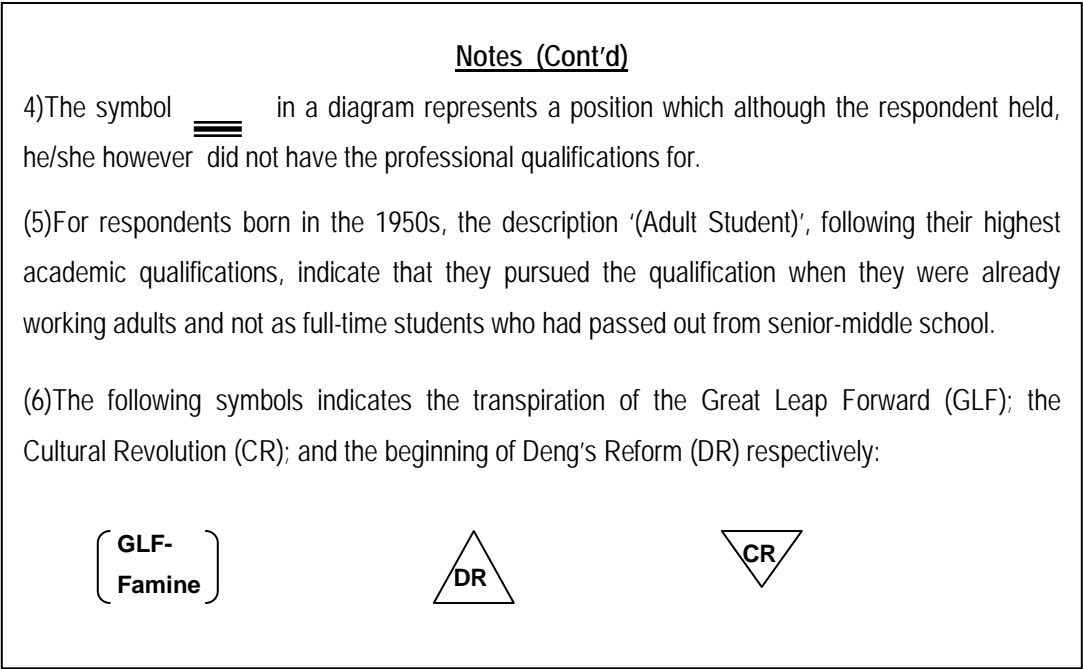 Notes (Cont'd)
4)The symbol in a diagram represents a position which although the respondent held,
he/she however did not have the professional qualifications for.
(5)For respondents born in the 1950s, the description '(Adult Student)', following their highest
academic qualifications, indicate that they pursued the qualification when they were already
working adults and not as full-time students who had passed out from senior-middle school.
(6)The following symbols indicates the transpiration of the Great Leap Forward (GLF); the
Cultural Revolution (CR); and the beginning of Deng's Reform (DR) respectively:
GLF-
Famine
DR
CR